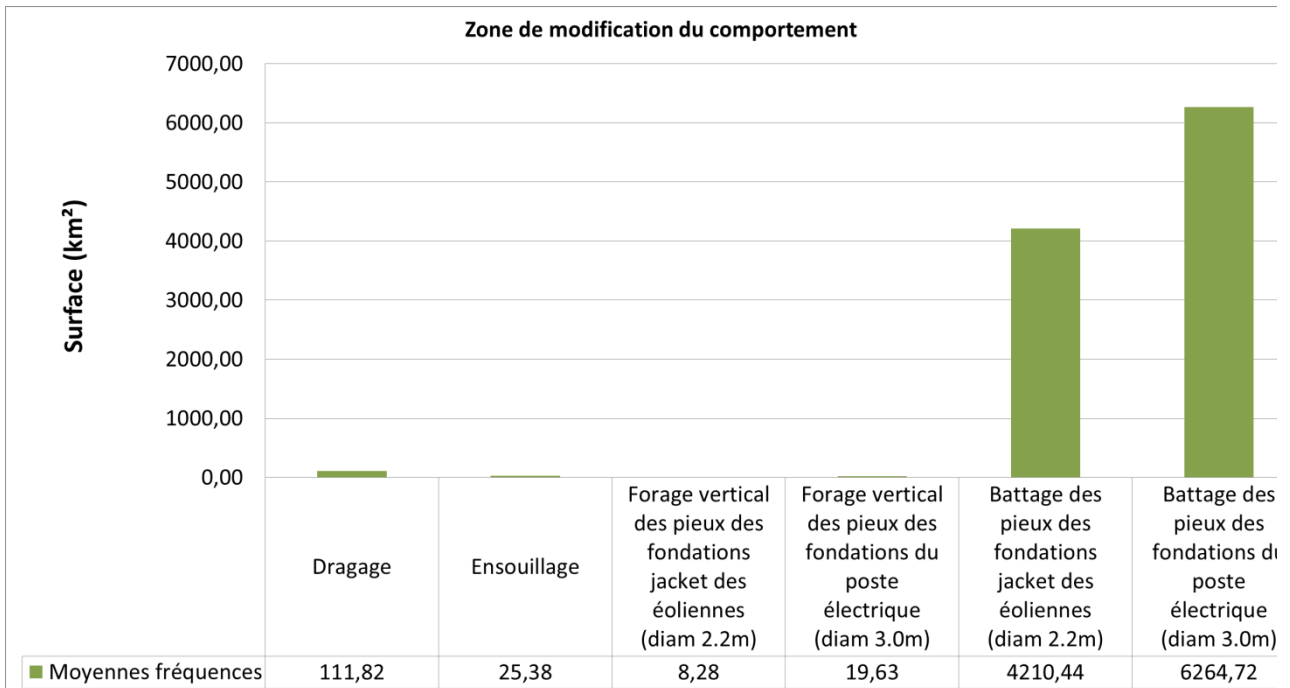 Zone de modification du comportement
Surface (km²)
7000,00
6000,00
5000,00
4000,00
3000,00
2000,00
1000,00
0,00
Dragage
Ensouillage
Forage vertical
des pieux des
fondations
jacket des
éoliennes
(diam 2.2m)
Forage vertical
des pieux des
fondations du
poste
électrique
(diam 3.0m)
Battage des
pieux des
fondations
jacket des
éoliennes
(diam 2.2m)
Battage des
pieux des
fondations du
poste
électrique
(diam 3.0m)
Moyennes fréquences 111,82 25,38 8,28 19,63 4210,44 6264,72